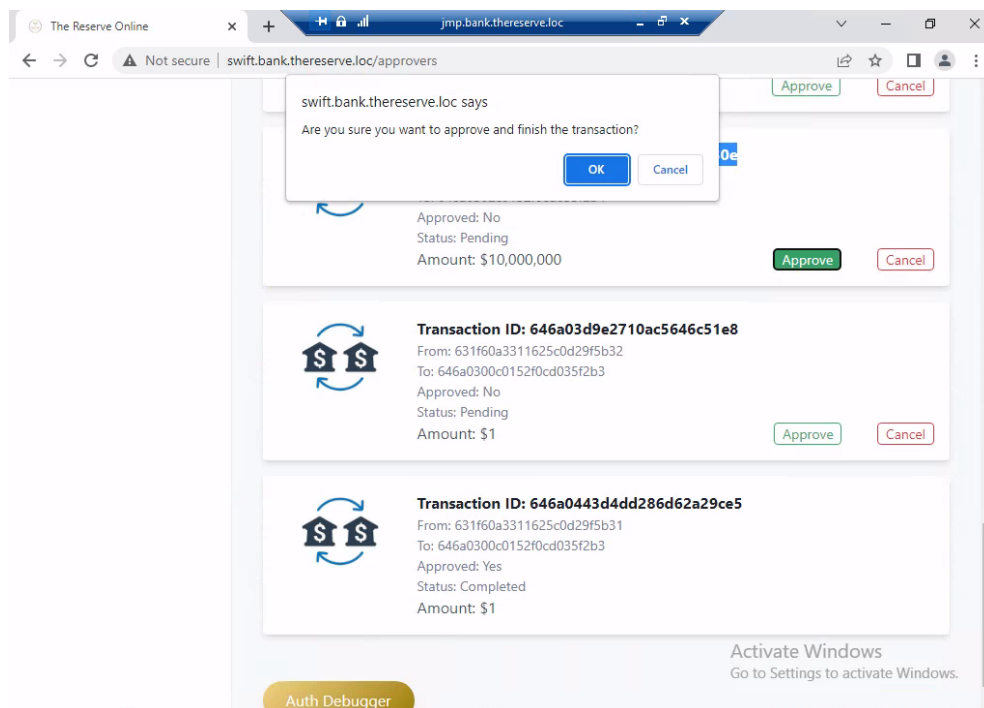 The Reserve Online
jmp.bank.thereserve.loc
Not secure
swift.bank.thereserve.loc/approvers
Approve
Cancel
swift.bank.thereserve.loc says
Are you sure you want to approve and finish the transaction?
OK
Cancel
0e
Approved: No
Status: Pending
Amount: $10,000,000
Approve
Cancel
Transaction ID: 646a03d9e2710ac5646c51e8
From: 631f60a3311625c0d29f5b32
To: 646a0300c0152f0cd035f2b3
Approved: No
Status: Pending
Amount: $1
Approve
Cancel
Transaction ID: 646a0443d4dd286d62a29ce5
From: 631f60a3311625c0d29f5b31
To: 646a0300c0152f0cd035f2b3
Approved: Yes
Status: Completed
Amount: $1
Activate Windows
Go to Settings to activate Windows.
Auth Debugger